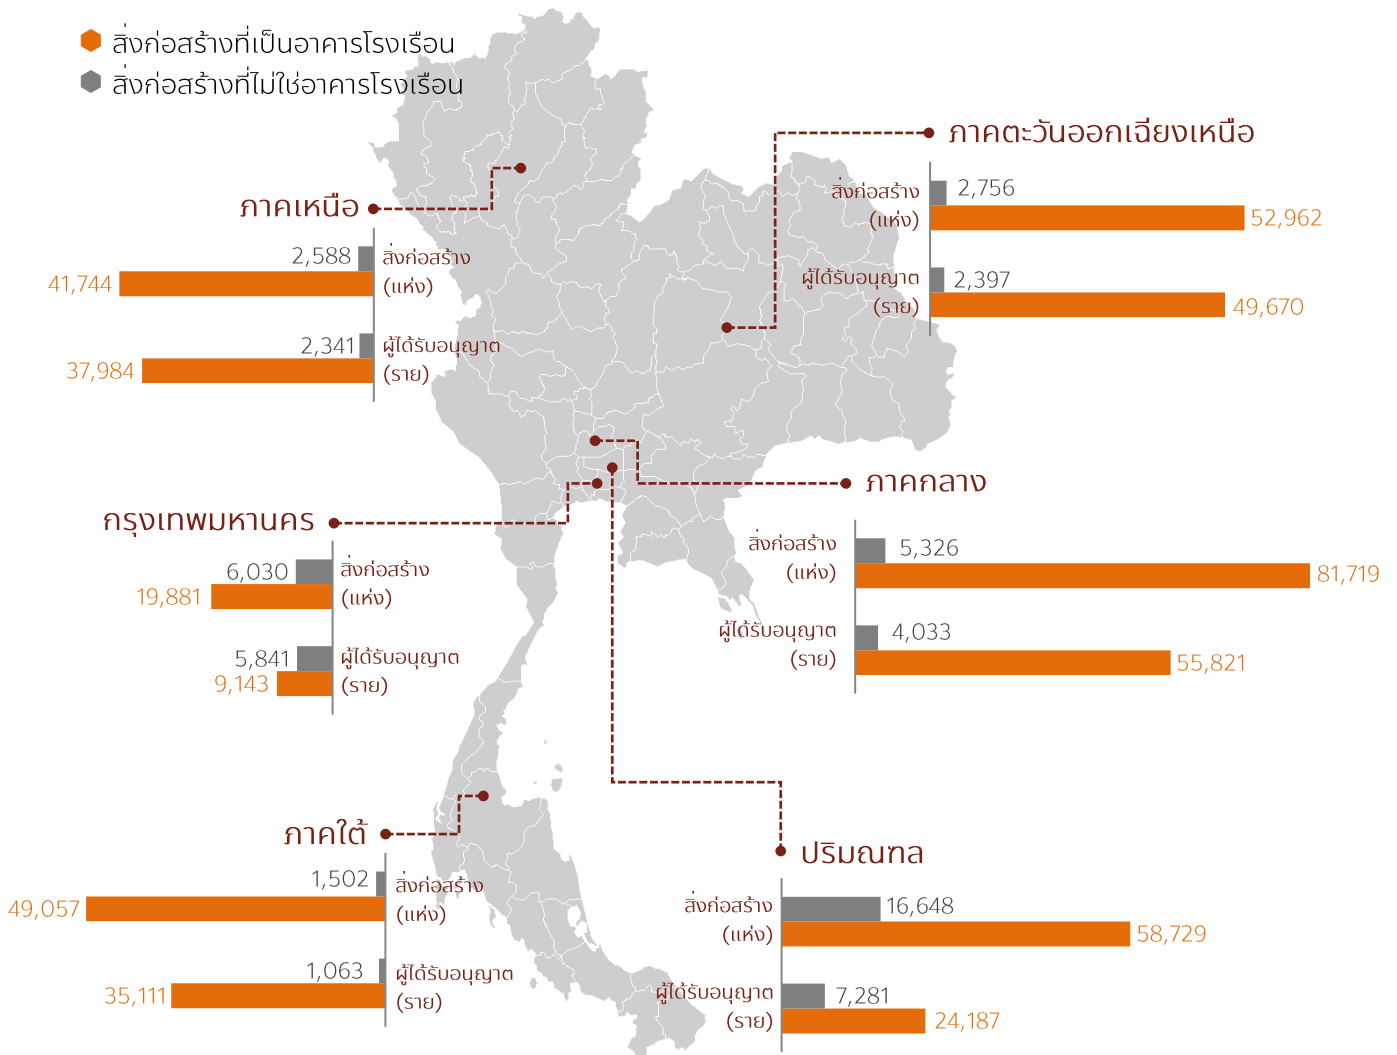 สิ่งก่อสร้างที่เป็นอาคารโรงเรือน
สิ่งก่อสร้างที่ไม่ใช่อาคารโรงเรือน
ภาคตะวันออกเฉียงเหนือ
สิ่งก่อสร้าง
(แห่ง)
2,756
52,962
ผู้ได้รับอนุญาต
(ราย)
2,397
49,670
ภาคเหนือ
2,588
41,744
สิ่งก่อสร้าง
(แห่ง)
2,341
37,984
ผู้ได้รับอนุญาต
(ราย)
ภาคกลาง
สิ่งก่อสร้าง
(แห่ง)
5,326
81,719
ผู้ได้รับอนุญาต
(ราย)
4,033
55,821
กรุงเทพมหานคร
6,030
19,881
สิ่งก่อสร้าง
(แห่ง)
5,841
9,143
ผู้ได้รับอนุญาต
(ราย)
ภาคใต้
1,502
49,057
สิ่งก่อสร้าง
(แห่ง)
1,063
35,111
ผู้ได้รับอนุญาต
(ราย)
ปริมณฑล
สิ่งก่อสร้าง
(แห่ง)
16,648
58,729
ผู้ได้รับอนุญาต
(ราย)
7,281
24,187